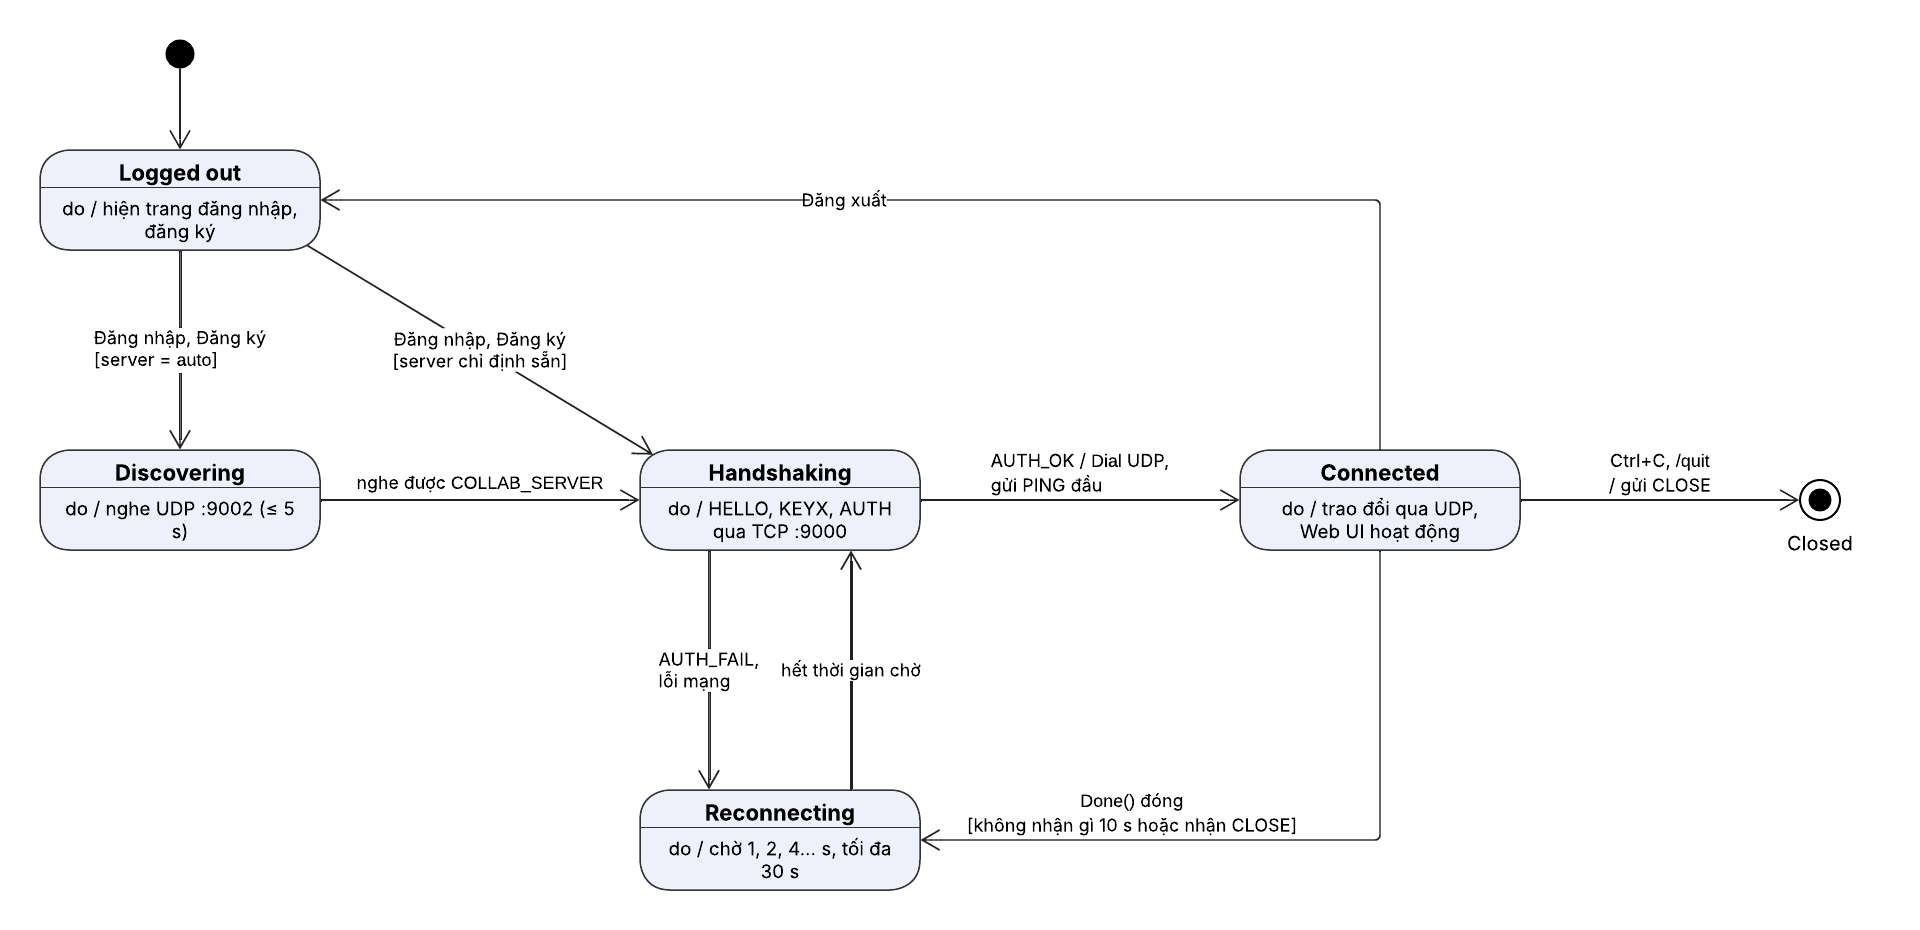 Logged out
do / hiện trang đăng nhập,
đăng ký
Đăng xuất
Đăng nhập, Đăng ký
[server = auto]
Đăng nhập, Đăng ký
[server chỉ định sẵn]
Discovering
do / nghe UDP :9002 (≤ 5
s)
nghe được COLLAB_SERVER
Handshaking
do / HELLO, KEYX, AUTH
qua TCP :9000
AUTH_OK / Dial UDP,
gửi PING đầu
Connected
do / trao đổi qua UDP,
Web UI hoạt động
Ctrl+C, /quit
/ gửi CLOSE
Closed
AUTH_FAIL,
lỗi mạng
hết thời gian chờ
Reconnecting
do / chờ 1, 2, 4... s, tối đa
30 s
Done() đóng
[không nhận gì 10 s hoặc nhận CLOSE]